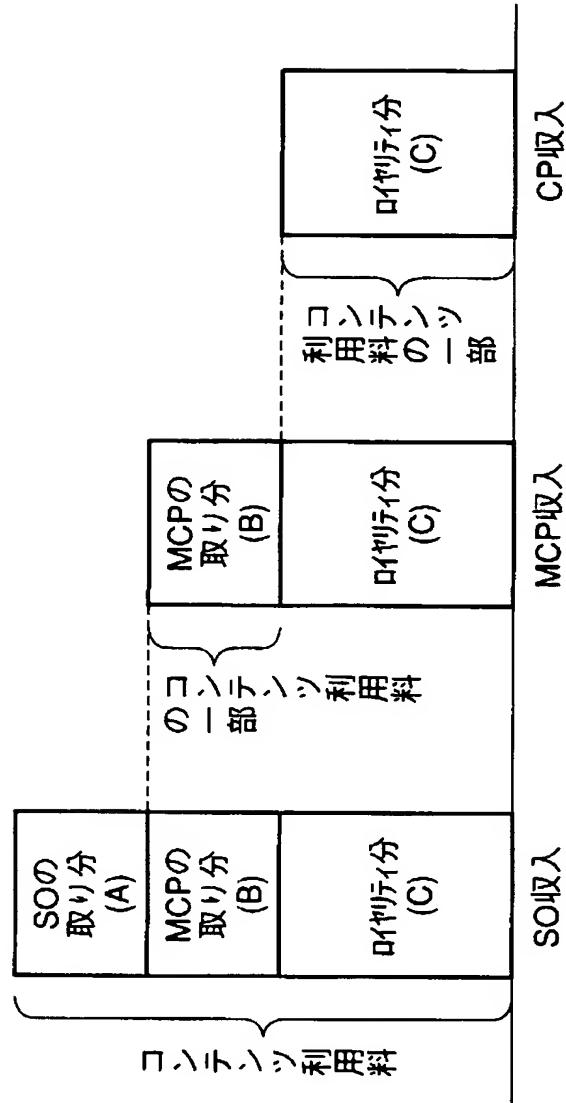 コンテンツ利用料
SOの
取り分
(A)
MCPの
取り分
(B)
ロイヤリティ分
(C)
SO収入
コンテンツ利用料
の一部
MCPの
取り分
(B)
ロイヤリティ分
(C)
MCP収入
コンテンツ
利用料の一部
ロイヤリティ分
(C)
CP収入